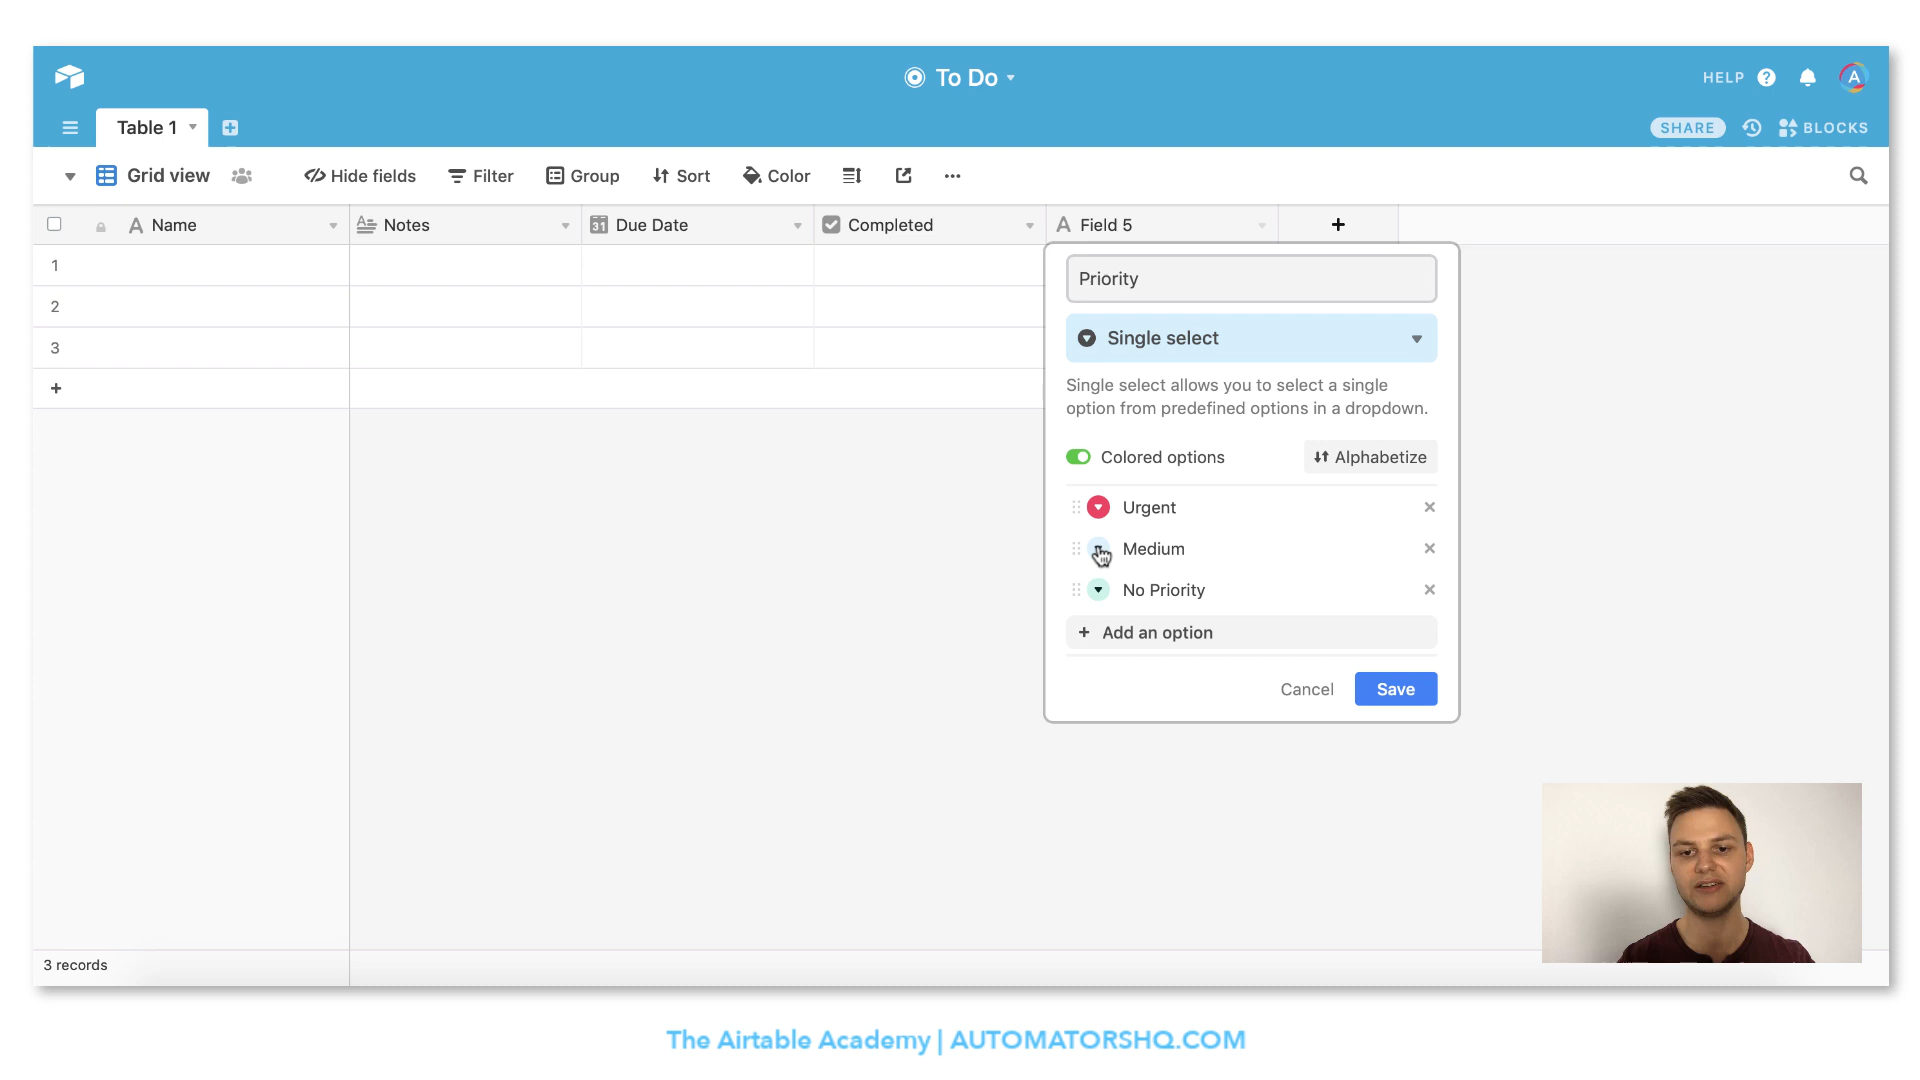 To Do
HELP ?
A
Table 1
SHARE
BLOCKS
Grid view
Hide fields
Filter
Group
Sort
Color
A Name
A Notes
31 Due Date
Completed
A Field 5
+
1
2
3
+
Priority
Single select
Single select allows you to select a single
option from predefined options in a dropdown.
Colored options
Alphabetize
Urgent
Medium
No Priority
+ Add an option
Cancel
Save
3 records
The Airtable Academy | AUTOMATORSHQ.COM